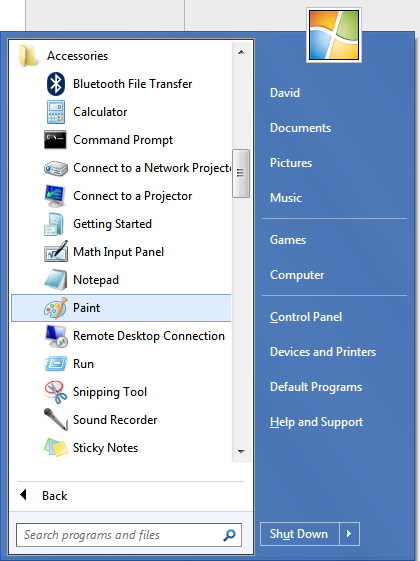 Accessories
Bluetooth File Transfer
Calculator
Command Prompt
Connect to a Network Projecto
Connect to a Projector
Getting Started
Math Input Panel
Notepad
Paint
Remote Desktop Connection
Run
Snipping Tool
Sound Recorder
Sticky Notes
Back
Search programs and files
David
Documents
Pictures
Music
Games
Computer
Control Panel
Devices and Printers
Default Programs
Help and Support
Shut Down